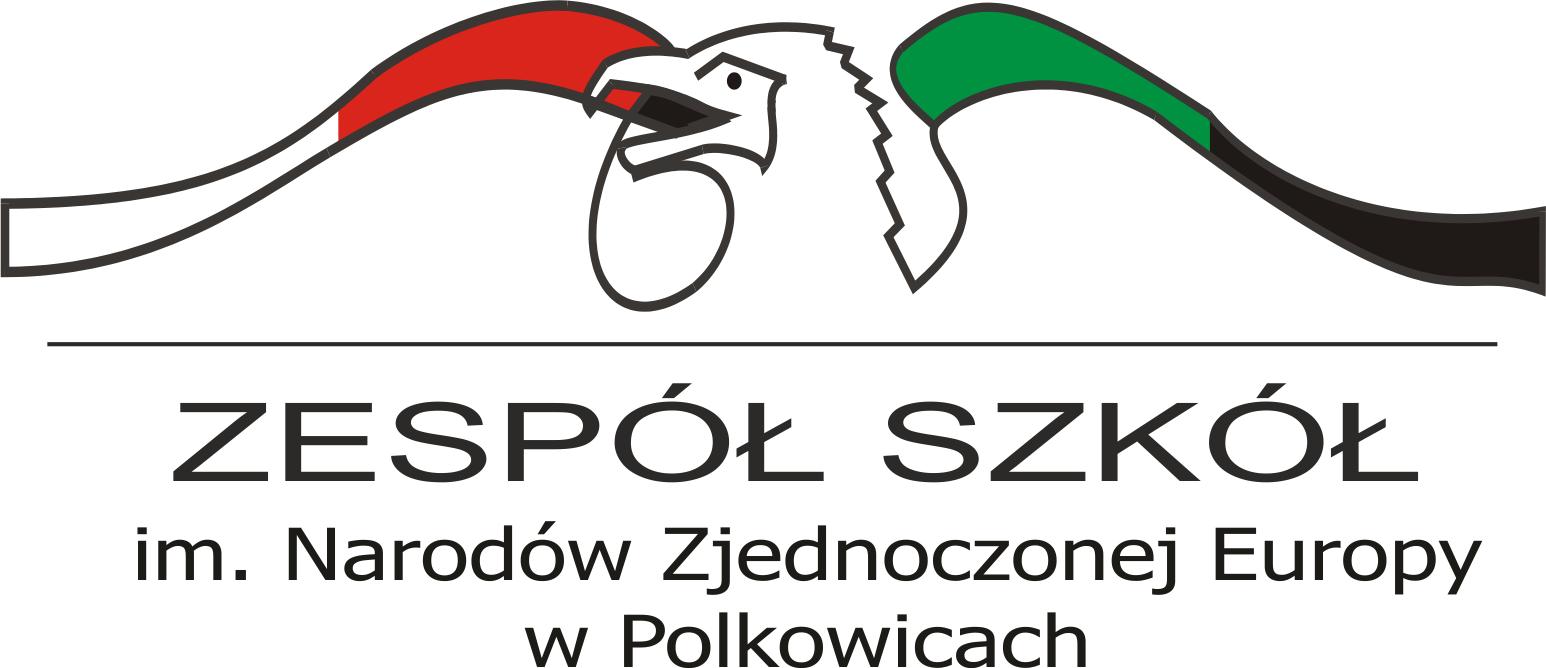 ZESPÓŁ SZKÓŁ
im. Narodów Zjednoczonej Europy
w Polkowicach